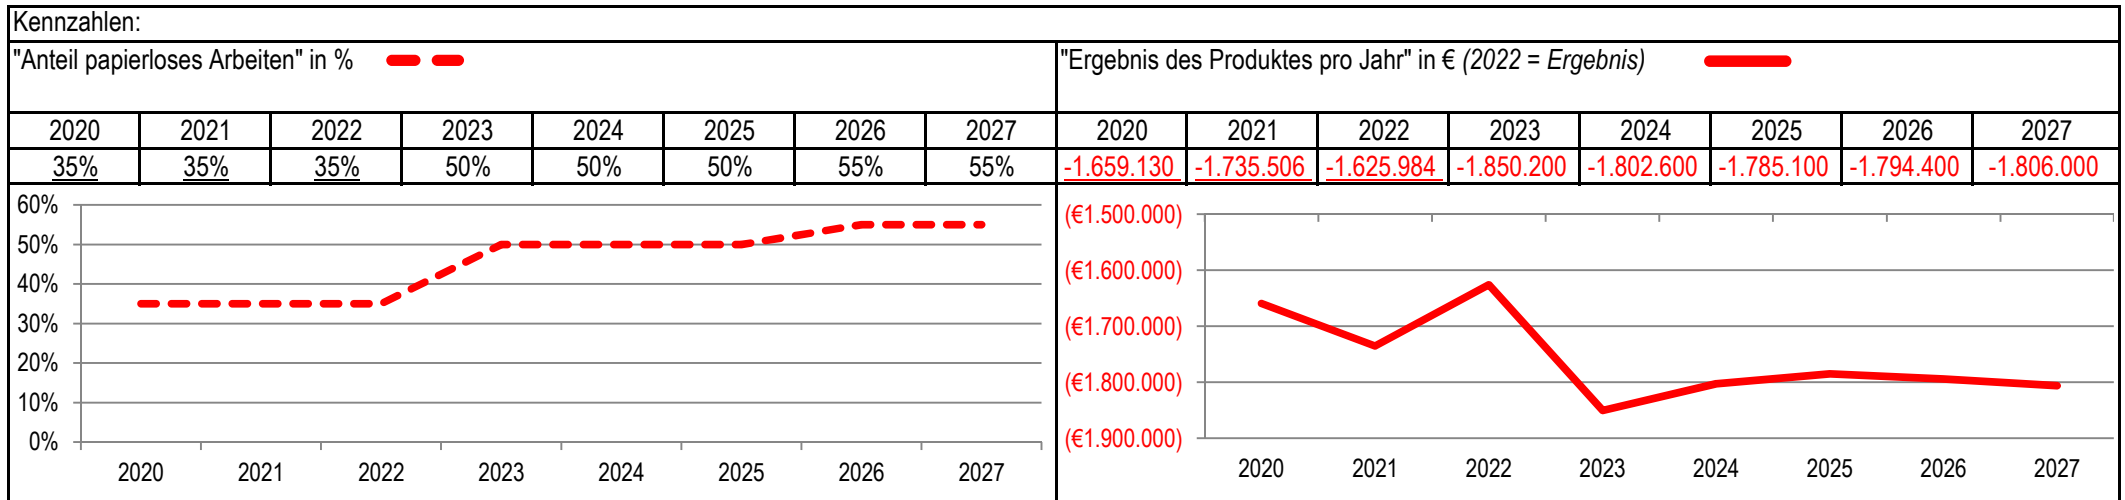 Kennzahlen:
"Anteil papierloses Arbeiten" in %
"Ergebnis des Produktes pro Jahr" in € (2022 = Ergebnis)
2020 2021 2022 2023 2024 2025 2026 2027
35% 35% 35% 50% 50% 50% 55% 55%
2020 2021 2022 2023 2024 2025 2026 2027
-1.659.130 -1.735.506 -1.625.984 -1.850.200 -1.802.600 -1.785.100 -1.794.400 -1.806.000
60%
50%
40%
30%
20%
10%
0%
2020 2021 2022 2023 2024 2025 2026 2027
(€1.500.000)
(€1.600.000)
(€1.700.000)
(€1.800.000)
(€1.900.000)
2020 2021 2022 2023 2024 2025 2026 2027